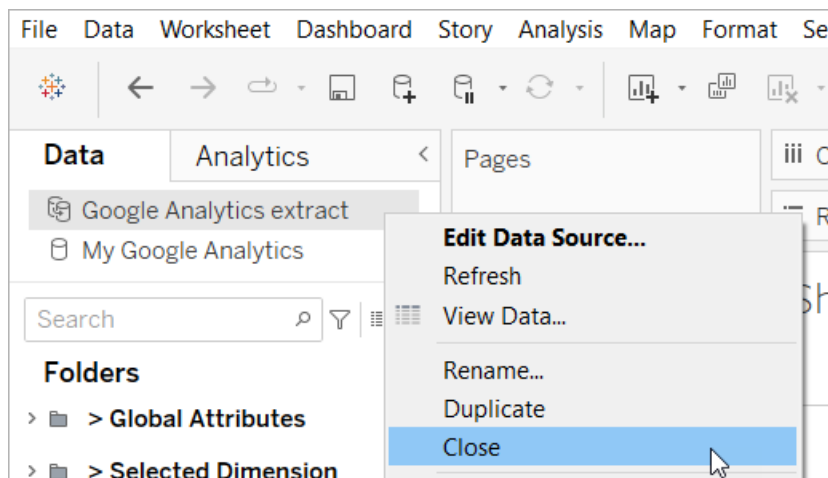 File Data Worksheet Dashboard Story Analysis Map Format
Data Analytics Pages
Google Analytics extract
My Google Analytics
Edit Data Source...
Refresh
View Data...
Search
Rename...
Folders
Duplicate
> Global Attributes
Close
> Selected Dimension